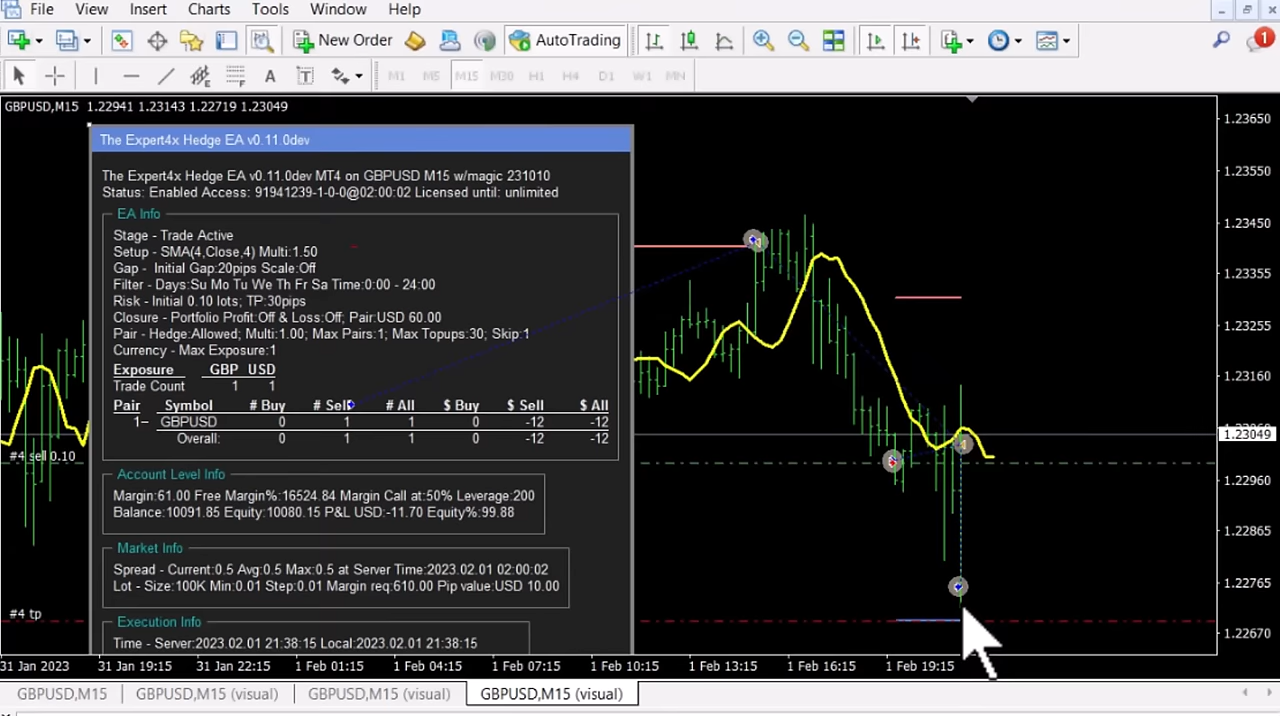 File View Insert Charts Tools Window Help
New Order AutoTrading
1
A T M1 M5 M15 M30 H1 H4 D1 W1 MN
GBPUSD,M15 1.22941 1.23143 1.22719 1.23049
The Expert4x Hedge EA v0.11.0dev
The Expert4x Hedge EA v0.11.0dev MT4 on GBPUSD M15 w/magic 231010
Status: Enabled Access: 91941239-1-0-0@02:00:02 Licensed until: unlimited
EA Info
Stage - Trade Active
Setup - SMA(4,Close,4) Multi:1.50
Gap - Initial Gap:20pips Scale:Off
Filter - Days:Su Mo Tu We Th Fr Sa Time:0:00 - 24:00
Risk - Initial 0.10 lots; TP:30pips
Closure - Portfolio Profit:Off & Loss:Off; Pair:USD 60.00
Pair - Hedge:Allowed; Multi:1.00; Max Pairs:1; Max Topups:30; Skip:1
Currency - Max Exposure:1
Exposure GBP USD
Trade Count 1 1
Pair Symbol # Buy # Sell # All $ Buy $ Sell $ All
1- GBPUSD 0 1 1 0 -12 -12
Overall: 0 1 1 0 -12 -12
Account Level Info
Margin:61.00 Free Margin%:16524.84 Margin Call at:50% Leverage:200
Balance:10091.85 Equity:10080.15 P&L USD:-11.70 Equity%:99.88
Market Info
Spread - Current:0.5 Avg:0.5 Max:0.5 at Server Time:2023.02.01 02:00:02
Lot - Size:100K Min:0.01 Step:0.01 Margin req:610.00 Pip value:USD 10.00
Execution Info
Time - Server:2023.02.01 21:38:15 Local:2023.02.01 21:38:15
#4 sell 0.10
#4 tp
1.23650
1.23550
1.23450
1.23355
1.23255
1.23160
1.23049
1.22960
1.22865
1.22765
1.22670
31 Jan 2023 31 Jan 19:15 31 Jan 22:15 1 Feb 01:15 1 Feb 04:15 1 Feb 07:15 1 Feb 10:15 1 Feb 13:15 1 Feb 16:15 1 Feb 19:15
GBPUSD,M15 GBPUSD,M15 (visual) GBPUSD,M15 (visual) GBPUSD,M15 (visual)